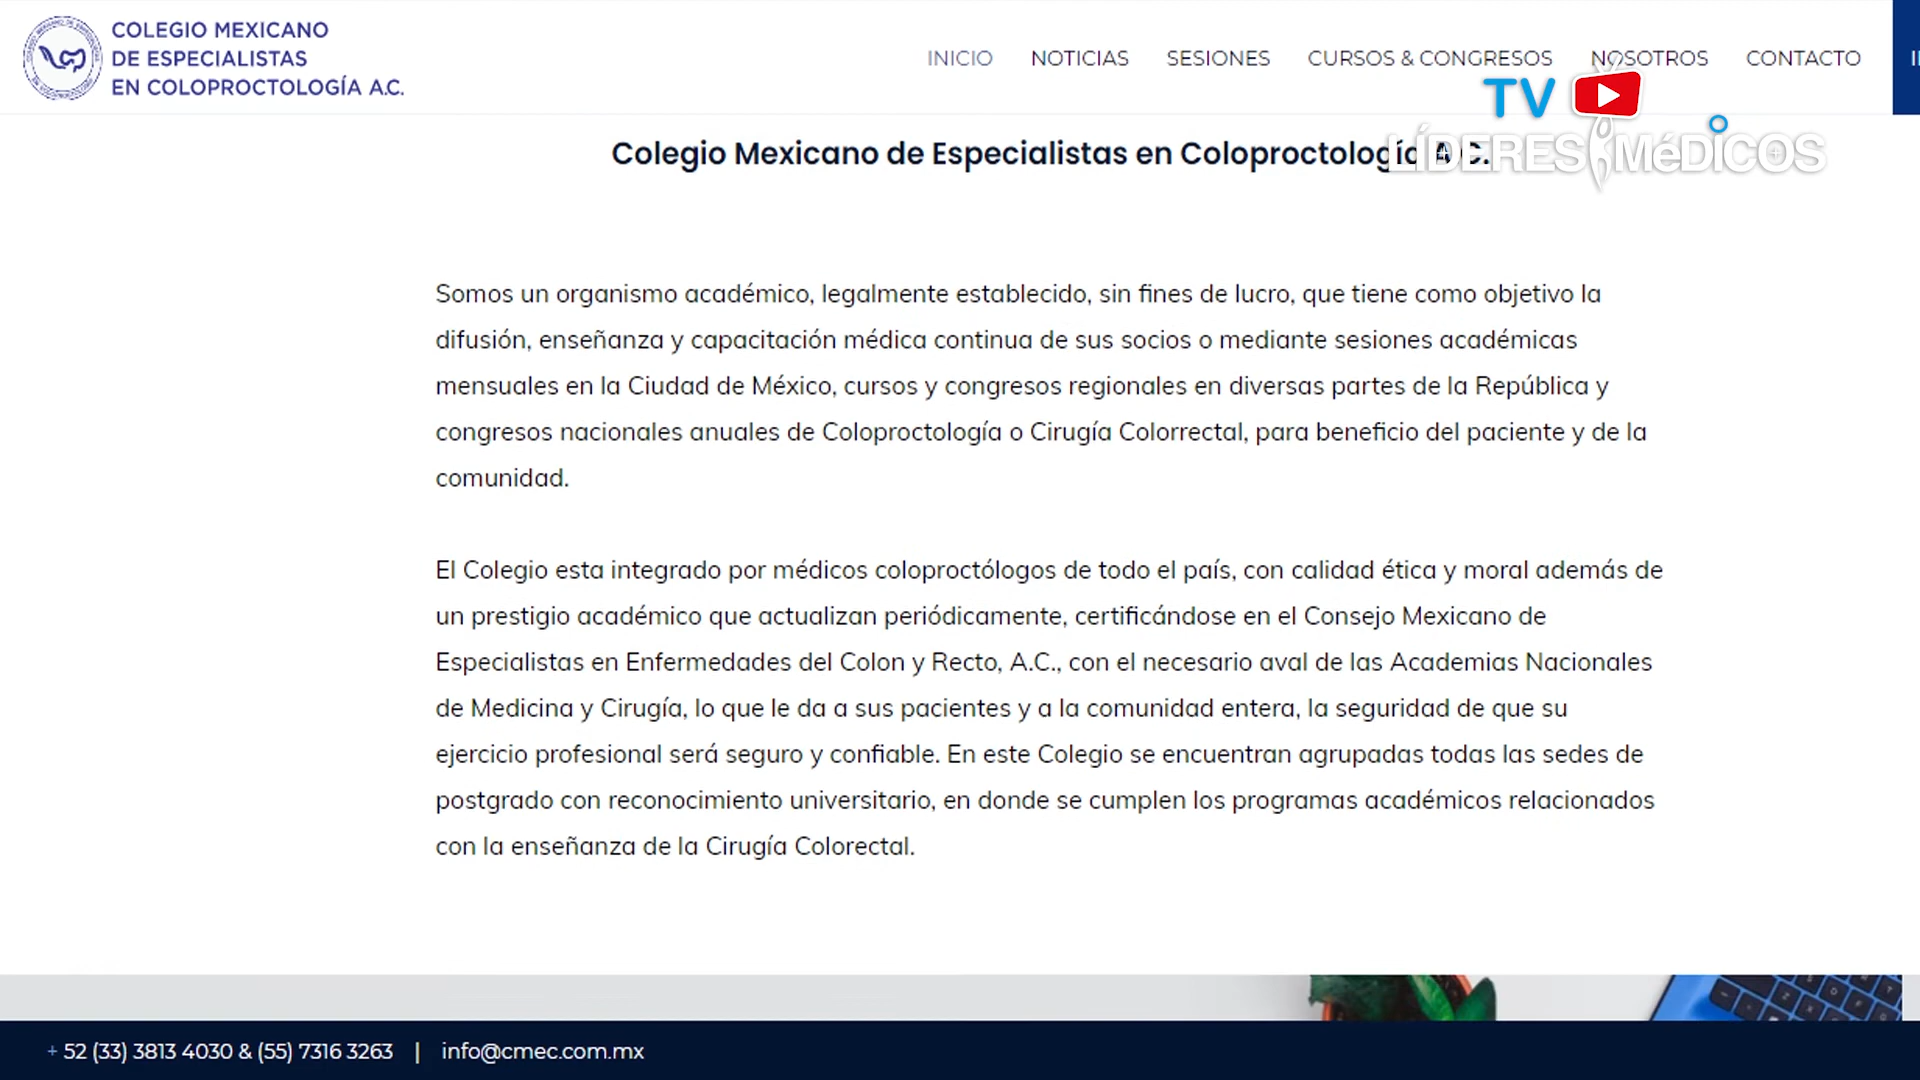 COLEGIO MEXICANO
DE ESPECIALISTAS
EN COLOPROCTOLOGÍA A.C.
INICIO
NOTICIAS
SESIONES
CURSOS & CONGRESOS
NOSOTROS
CONTACTO
TV
LÍDERES MéDICOS
Colegio Mexicano de Especialistas en Coloproctología A.C.
Somos un organismo académico, legalmente establecido, sin fines de lucro, que tiene como objetivo la
difusión, enseñanza y capacitación médica continua de sus socios o mediante sesiones académicas
mensuales en la Ciudad de México, cursos y congresos regionales en diversas partes de la República y
congresos nacionales anuales de Coloproctología o Cirugía Colorrectal, para beneficio del paciente y de la
comunidad.
El Colegio esta integrado por médicos coloproctólogos de todo el país, con calidad ética y moral además de
un prestigio académico que actualizan periódicamente, certificándose en el Consejo Mexicano de
Especialistas en Enfermedades del Colon y Recto, A.C., con el necesario aval de las Academias Nacionales
de Medicina y Cirugía, lo que le da a sus pacientes y a la comunidad entera, la seguridad de que su
ejercicio profesional será seguro y confiable. En este Colegio se encuentran agrupadas todas las sedes de
postgrado con reconocimiento universitario, en donde se cumplen los programas académicos relacionados
con la enseñanza de la Cirugía Colorectal.
+ 52 (33) 3813 4030 & (55) 7316 3263 | info@cmec.com.mx